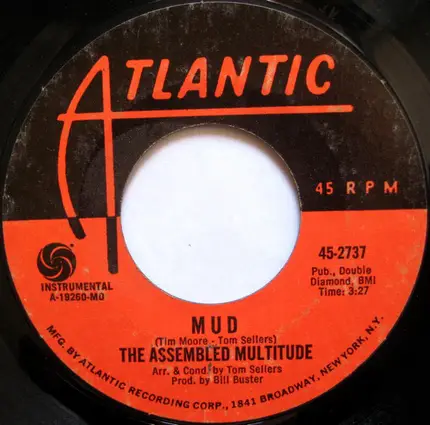 ATLANTIC
45 RPM
INSTRUMENTAL
A-19260-MO
45-2737
Pub., Double
Diamond, BMI
Time: 3:27
MUD
(Tim Moore - Tom Sellers)
THE ASSEMBLED MULTITUDE
Arr. & Cond. by Tom Sellers
Prod. by Bill Buster
MFG. BY ATLANTIC RECORDING CORP., 1841 BROADWAY, NEW YORK, N.Y.